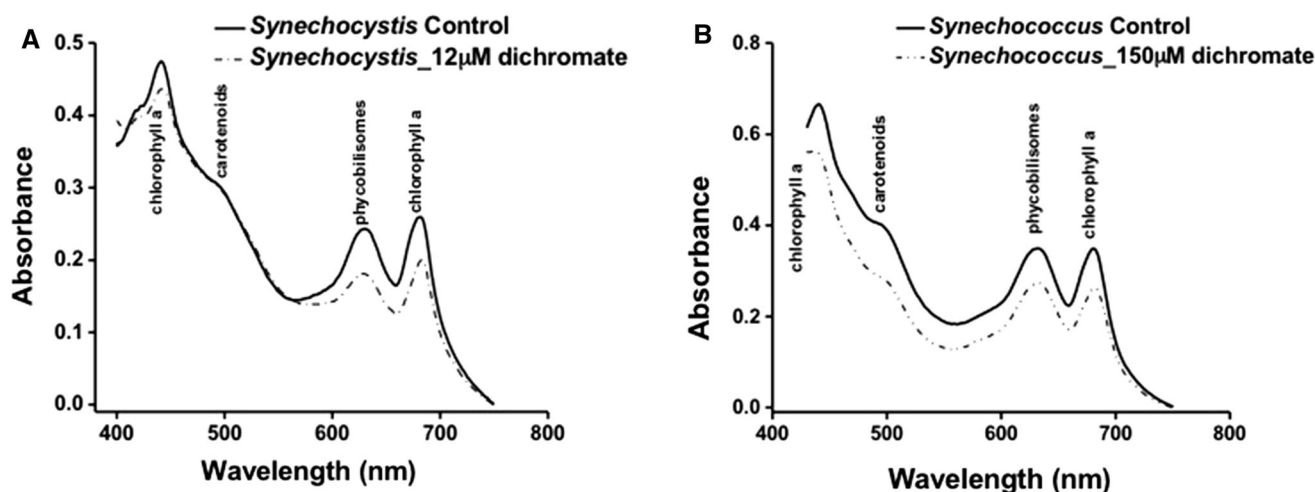 A
Synechocystis Control
Synechocystis_12μM dichromate
0.5
0.4
0.3
0.2
0.1
0.0
Absorbance
chlorophyll a
carotenoids
phycobilisomes
chlorophyll a
400
500
600
700
800
Wavelength (nm)
B
Synechococcus Control
Synechococcus_150μM dichromate
0.8
0.6
0.4
0.2
0.0
Absorbance
chlorophyll a
carotenoids
phycobilisomes
chlorophyll a
400
500
600
700
800
Wavelength (nm)